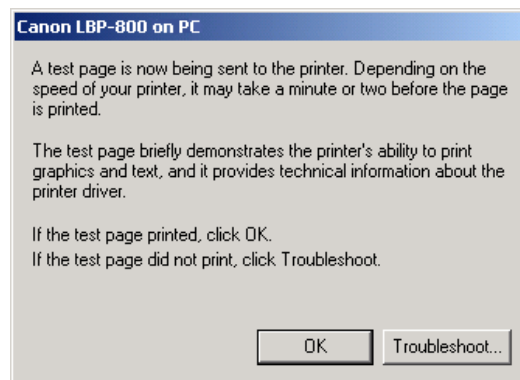 Canon LBP-800 on PC
A test page is now being sent to the printer. Depending on the
speed of your printer, it may take a minute or two before the page
is printed.
The test page briefly demonstrates the printer's ability to print
graphics and text, and it provides technical information about the
printer driver.
If the test page printed, click OK.
If the test page did not print, click Troubleshoot.
OK
Troubleshoot...